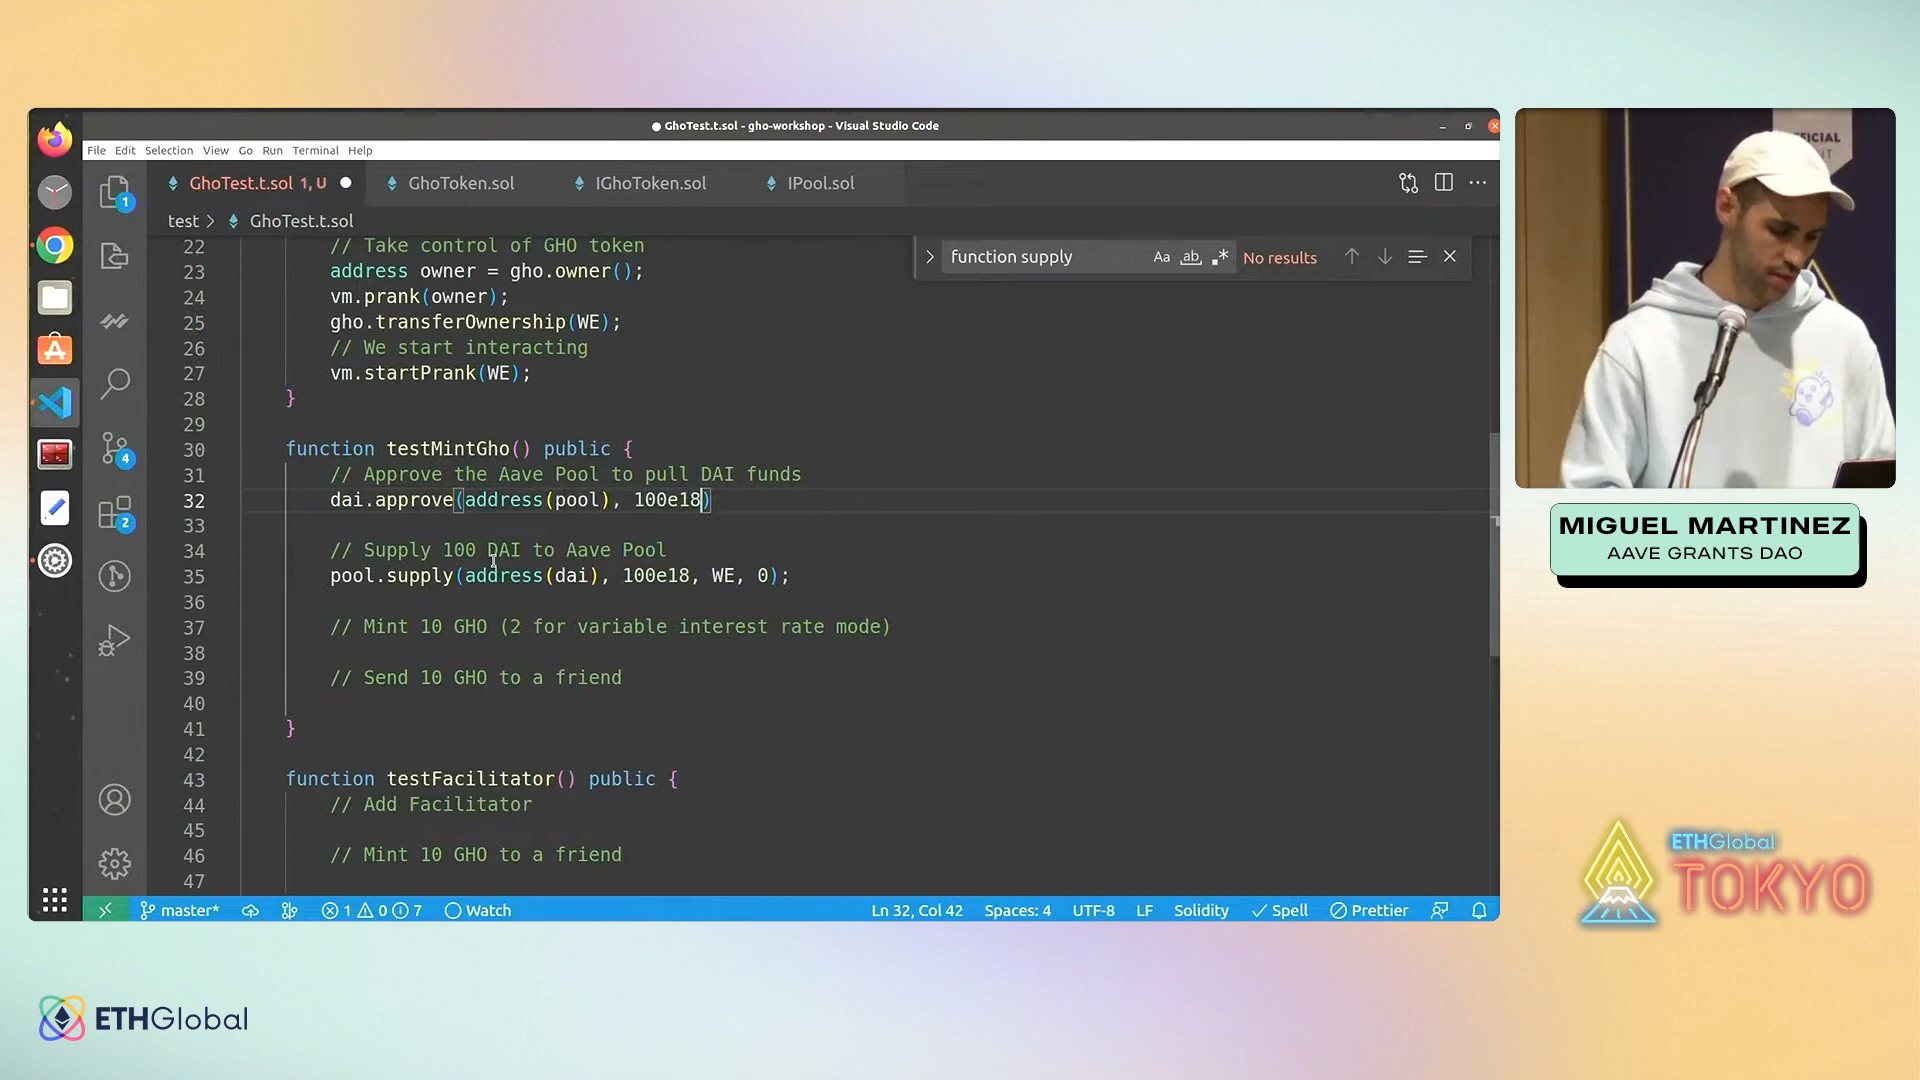 GhoTest.t.sol - gho-workshop - Visual Studio Code
File Edit Selection View Go Run Terminal Help
GhoTest.t.sol 1, U
GhoToken.sol
IGhoToken.sol
IPool.sol
test > GhoTest.t.sol
function supply
Aa ab No results
22 // Take control of GHO token
23 address owner = gho.owner();
24 vm.prank(owner);
25 gho.transferOwnership(WE);
26 // We start interacting
27 vm.startPrank(WE);
28 }
29
30 function testMintGho() public {
31 // Approve the Aave Pool to pull DAI funds
32 dai.approve(address(pool), 100e18)
33
34 // Supply 100 DAI to Aave Pool
35 pool.supply(address(dai), 100e18, WE, 0);
36
37 // Mint 10 GHO (2 for variable interest rate mode)
38
39 // Send 10 GHO to a friend
40
41 }
42
43 function testFacilitator() public {
44 // Add Facilitator
45
46 // Mint 10 GHO to a friend
47
1
4
2
master* 1 0 7 Watch
Ln 32, Col 42 Spaces: 4 UTF-8 LF Solidity Spell Prettier
MIGUEL MARTINEZ
AAVE GRANTS DAO
ETHGlobal
TOKYO
ETHGlobal